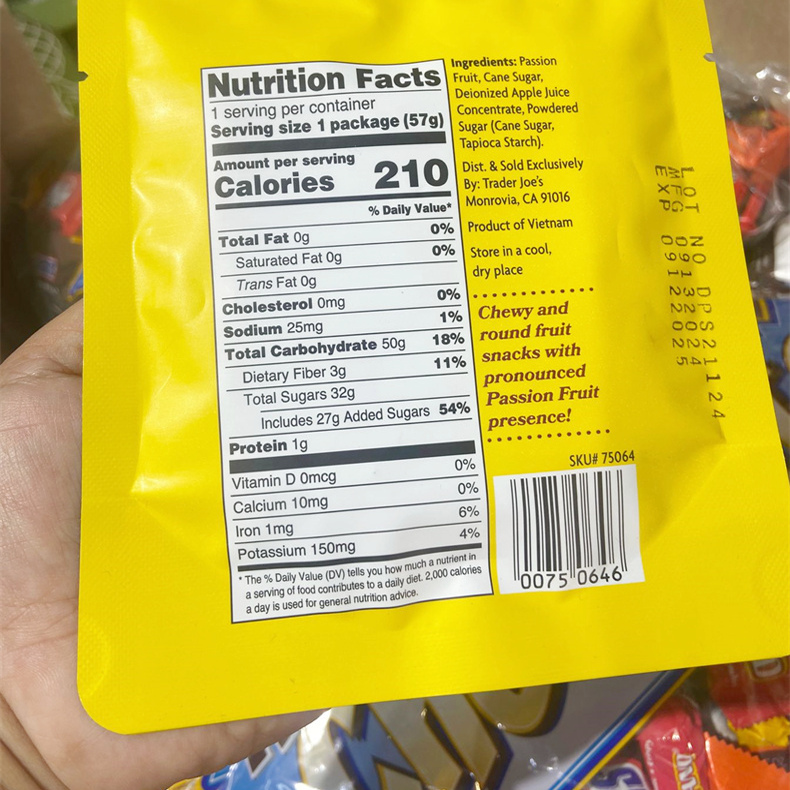 Nutrition Facts
1 serving per container
Serving size 1 package (57g)
Amount per serving
Calories 210
% Daily Value*
Total Fat 0g 0%
Saturated Fat 0g 0%
Trans Fat 0g
Cholesterol 0mg 0%
Sodium 25mg 1%
Total Carbohydrate 50g 18%
Dietary Fiber 3g 11%
Total Sugars 32g
Includes 27g Added Sugars 54%
Protein 1g
Vitamin D 0mcg 0%
Calcium 10mg 0%
Iron 1mg 6%
Potassium 150mg 4%
* The % Daily Value (DV) tells you how much a nutrient in
a serving of food contributes to a daily diet. 2,000 calories
a day is used for general nutrition advice.
Ingredients: Passion
Fruit, Cane Sugar,
Deionized Apple Juice
Concentrate, Powdered
Sugar (Cane Sugar,
Tapioca Starch).
Dist. & Sold Exclusively
By: Trader Joe's
Monrovia, CA 91016
Product of Vietnam
Store in a cool,
dry place
Chewy and
round fruit
snacks with
pronounced
Passion Fruit
presence!
SKU# 75064
0075 0646
LOT NO DPS21124
MFG 09132024
EXP 09122025